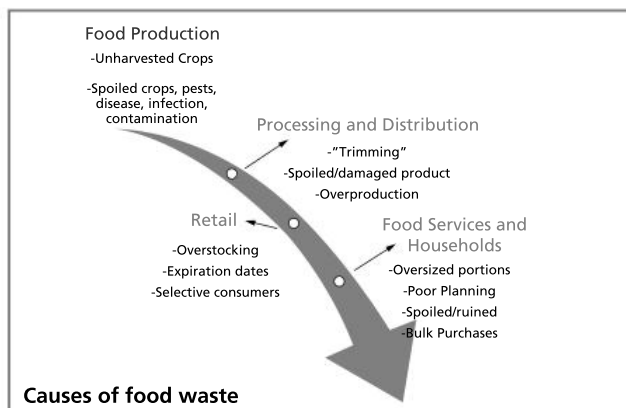 Food Production
-Unharvested Crops
-Spoiled crops, pests,
disease, infection,
contamination
Processing and Distribution
-”Trimming”
-Spoiled/damaged product
-Overproduction
Retail
-Overstocking
-Expiration dates
-Selective consumers
Food Services and
Households
-Oversized portions
-Poor Planning
-Spoiled/ruined
-Bulk Purchases
Causes of food waste